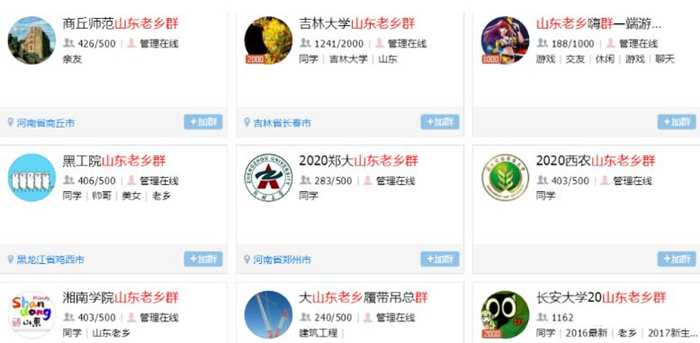 商丘师范山东老乡群
426/500 管理在线
亲友
河南省商丘市
+加群
吉林大学山东老乡群
1241/2000 管理在线
同学 | 吉林大学 | 山东
2000
吉林省长春市
+加群
山东老乡嗨群一端游...
188/1000 管理在线
游戏 | 交友 | 休闲 | 游戏 | 聊天
1000
+加群
黑工院山东老乡群
406/500 管理在线
同学 | 帅哥 | 美女 | 老乡
黑龙江省鸡西市
+加群
2020郑大山东老乡群
283/500 管理在线
同学
河南省郑州市
+加群
2020西农山东老乡群
403/500 管理在线
同学
+加群
湘南学院山东老乡群
403/500 管理在线
同学 | 山东老乡
Shan
dong
大山东老乡履带吊总群
240/500 管理在线
建筑工程 |
长安大学20山东老乡群
1162
同学 | 2016最新 | 老乡 | 2017新生...
2000